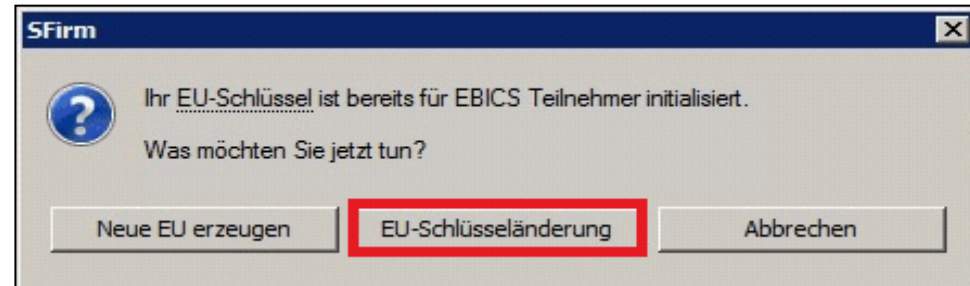 SFirm
Ihr EU-Schlüssel ist bereits für EBICS Teilnehmer initialisiert.
Was möchten Sie jetzt tun?
Neue EU erzeugen
EU-Schlüsseländerung
Abbrechen